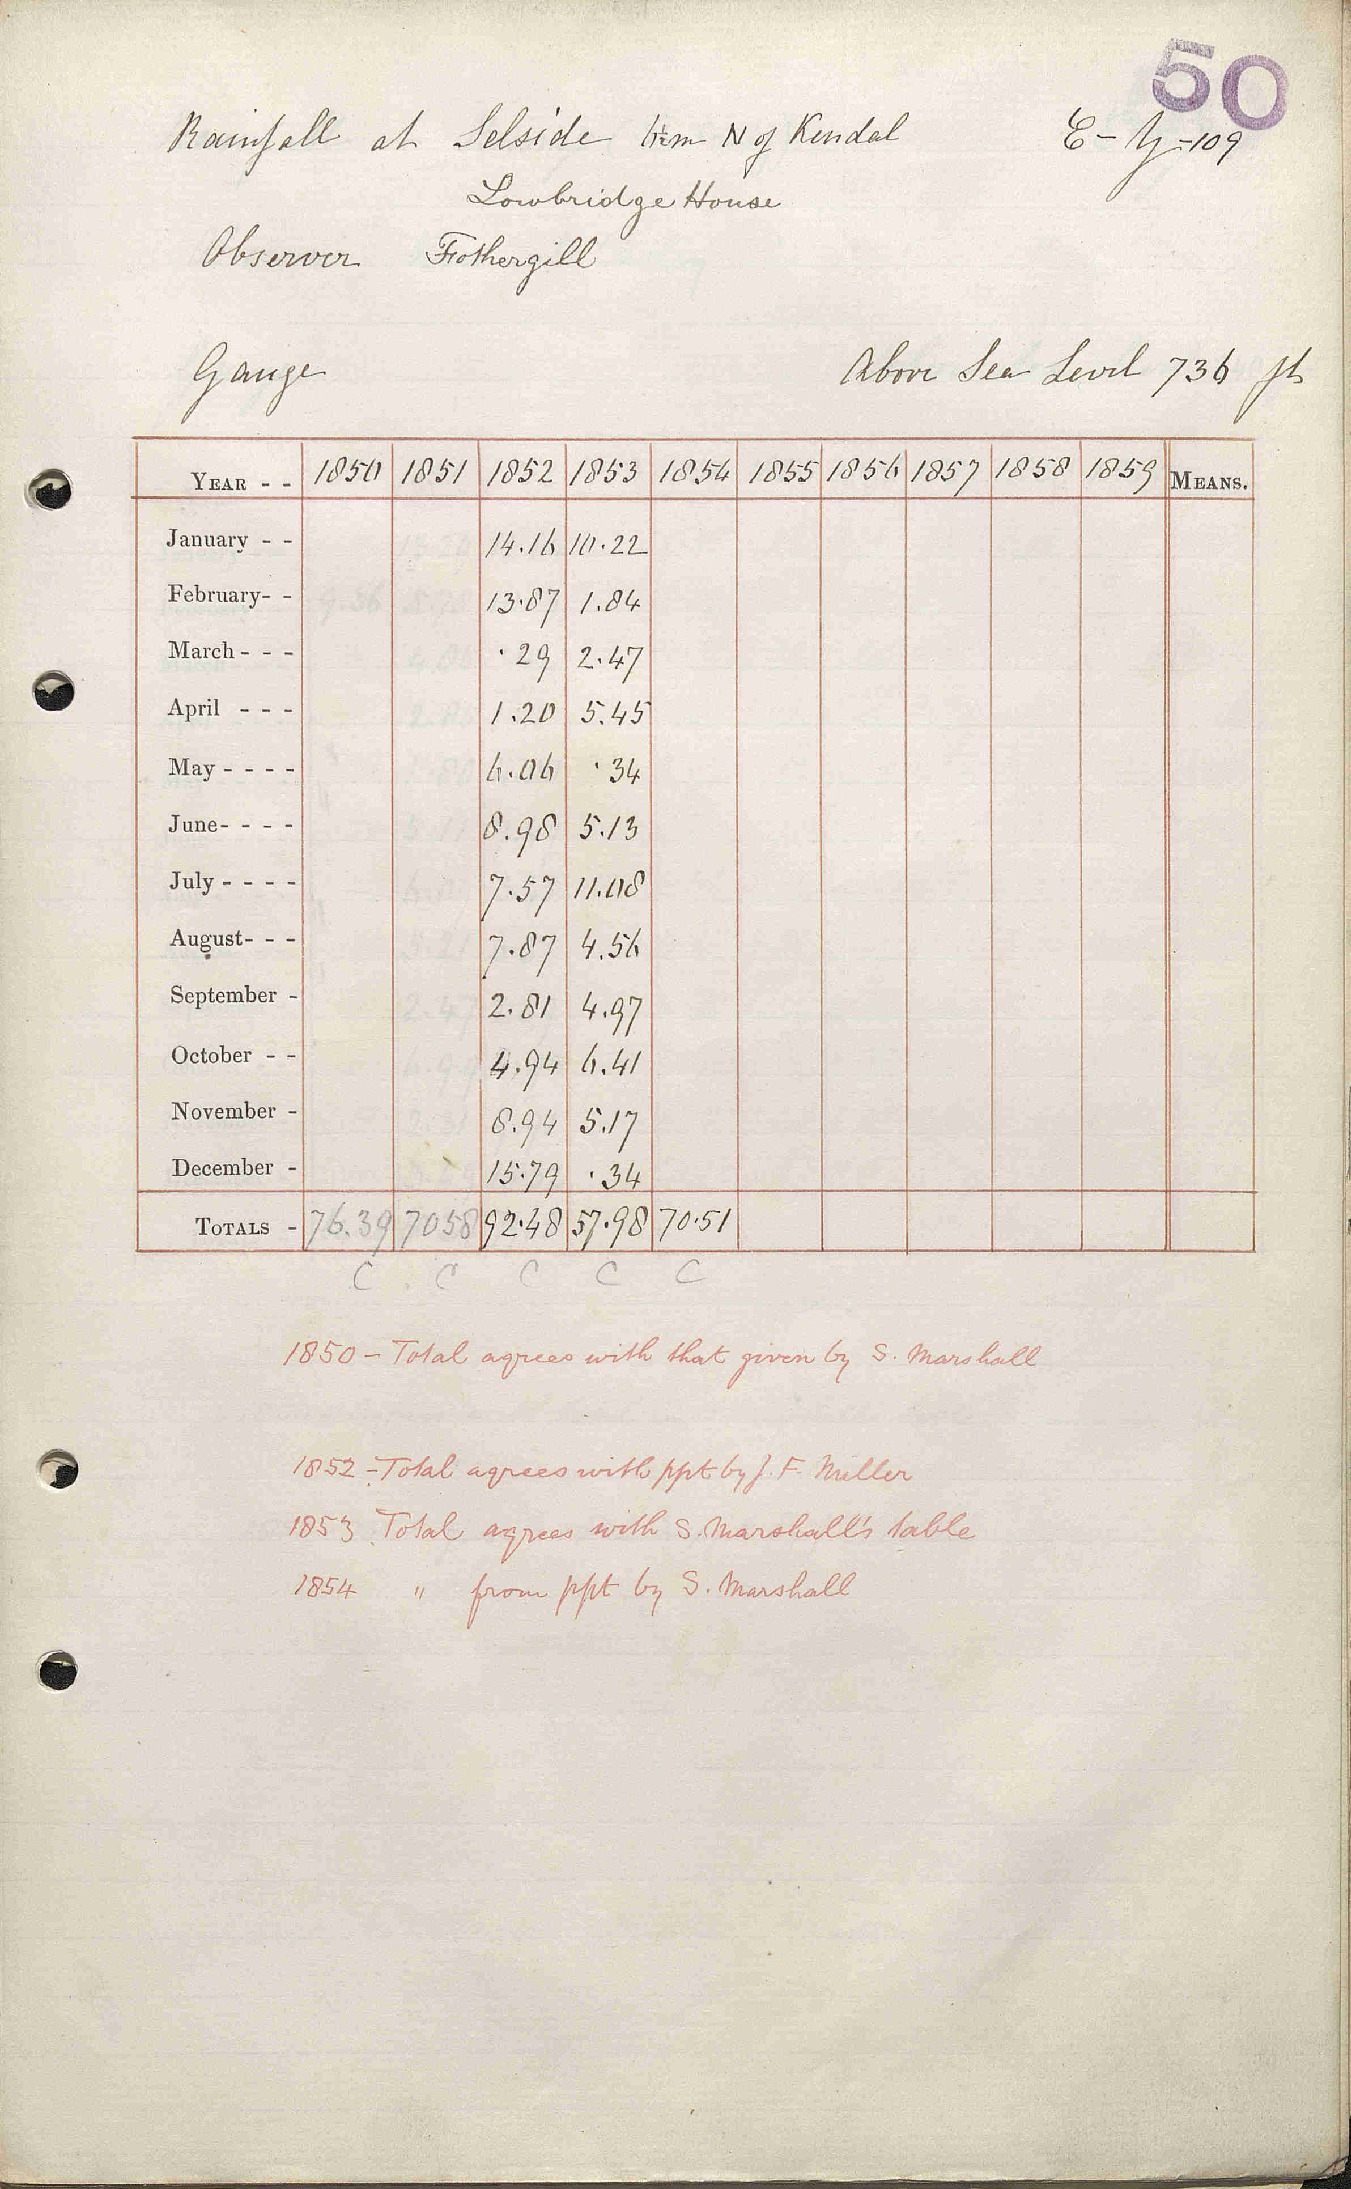 50
Rainfall at Selside 6½m N of Kendal E-y-109
Lowbridge House
Observer Fothergill
Gauge Above Sea Level 736 ft
YEAR - - 1850 1851 1852 1853 1854 1855 1856 1857 1858 1859 MEANS.
January - - 14.16 10.22
February- - 13.87 1.84
March - - - .29 2.47
April - - - 1.20 5.45
May - - - - 6.06 .34
June- - - - 8.98 5.13
July - - - - 7.57 11.08
August- - - 7.87 4.56
September - 2.81 4.97
October - - 4.94 6.41
November - 8.94 5.17
December - 15.79 .34
TOTALS - 76.39 7058 92.48 57.98 70.51
C C C C C
1850 - Total agrees with that given by S. Marshall
1852 - Total agrees with ppt by J. F. Miller
1853 Total agrees with S. Marshall's table
1854 " from ppt by S. Marshall